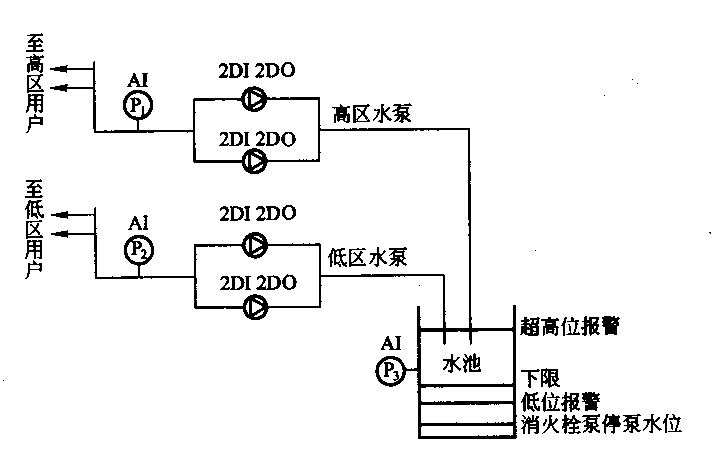 至高区用户
2DI 2DO
AI
P1
高区水泵
2DI 2DO
至低区用户
2DI 2DO
AI
P2
低区水泵
2DI 2DO
超高位报警
AI
水池
P3
下限
低位报警
消火栓泵停泵水位